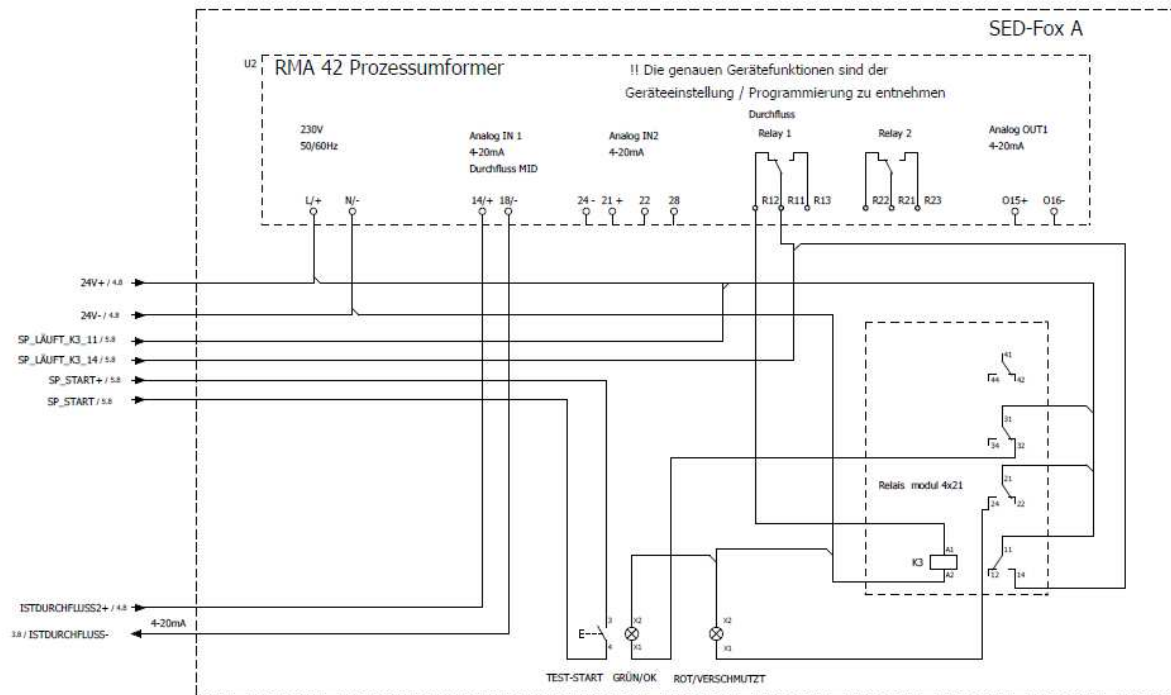 SED-Fox A
U2 RMA 42 Prozessumformer
!! Die genauen Gerätefunktionen sind der
Geräteeinstellung / Programmierung zu entnehmen
230V
50/60Hz
Analog IN 1
4-20mA
Durchfluss MID
Analog IN2
4-20mA
Durchfluss
Relay 1
Relay 2
Analog OUT1
4-20mA
L/+ N/- 14/+ 18/- 24 - 21 + 22 28 R12 R11 R13 R22 R21 R23 O15+ O16-
24V+ / 4.8
24V- / 4.8
SP_LÄUFT_K3_11 / 5.8
SP_LÄUFT_K3_14 / 5.8
SP_START+ / 5.8
SP_START / 5.8
41
44 42
31
34 32
Relais modul 4x21
21
24 22
11
12 14
K3
A1
A2
ISTDURCHFLUSS2+ / 4.8
3.8 / ISTDURCHFLUSS-
4-20mA
E
3
4
X2
X1
X2
X1
TEST-START GRÜN/OK ROT/VERSCHMUTZT